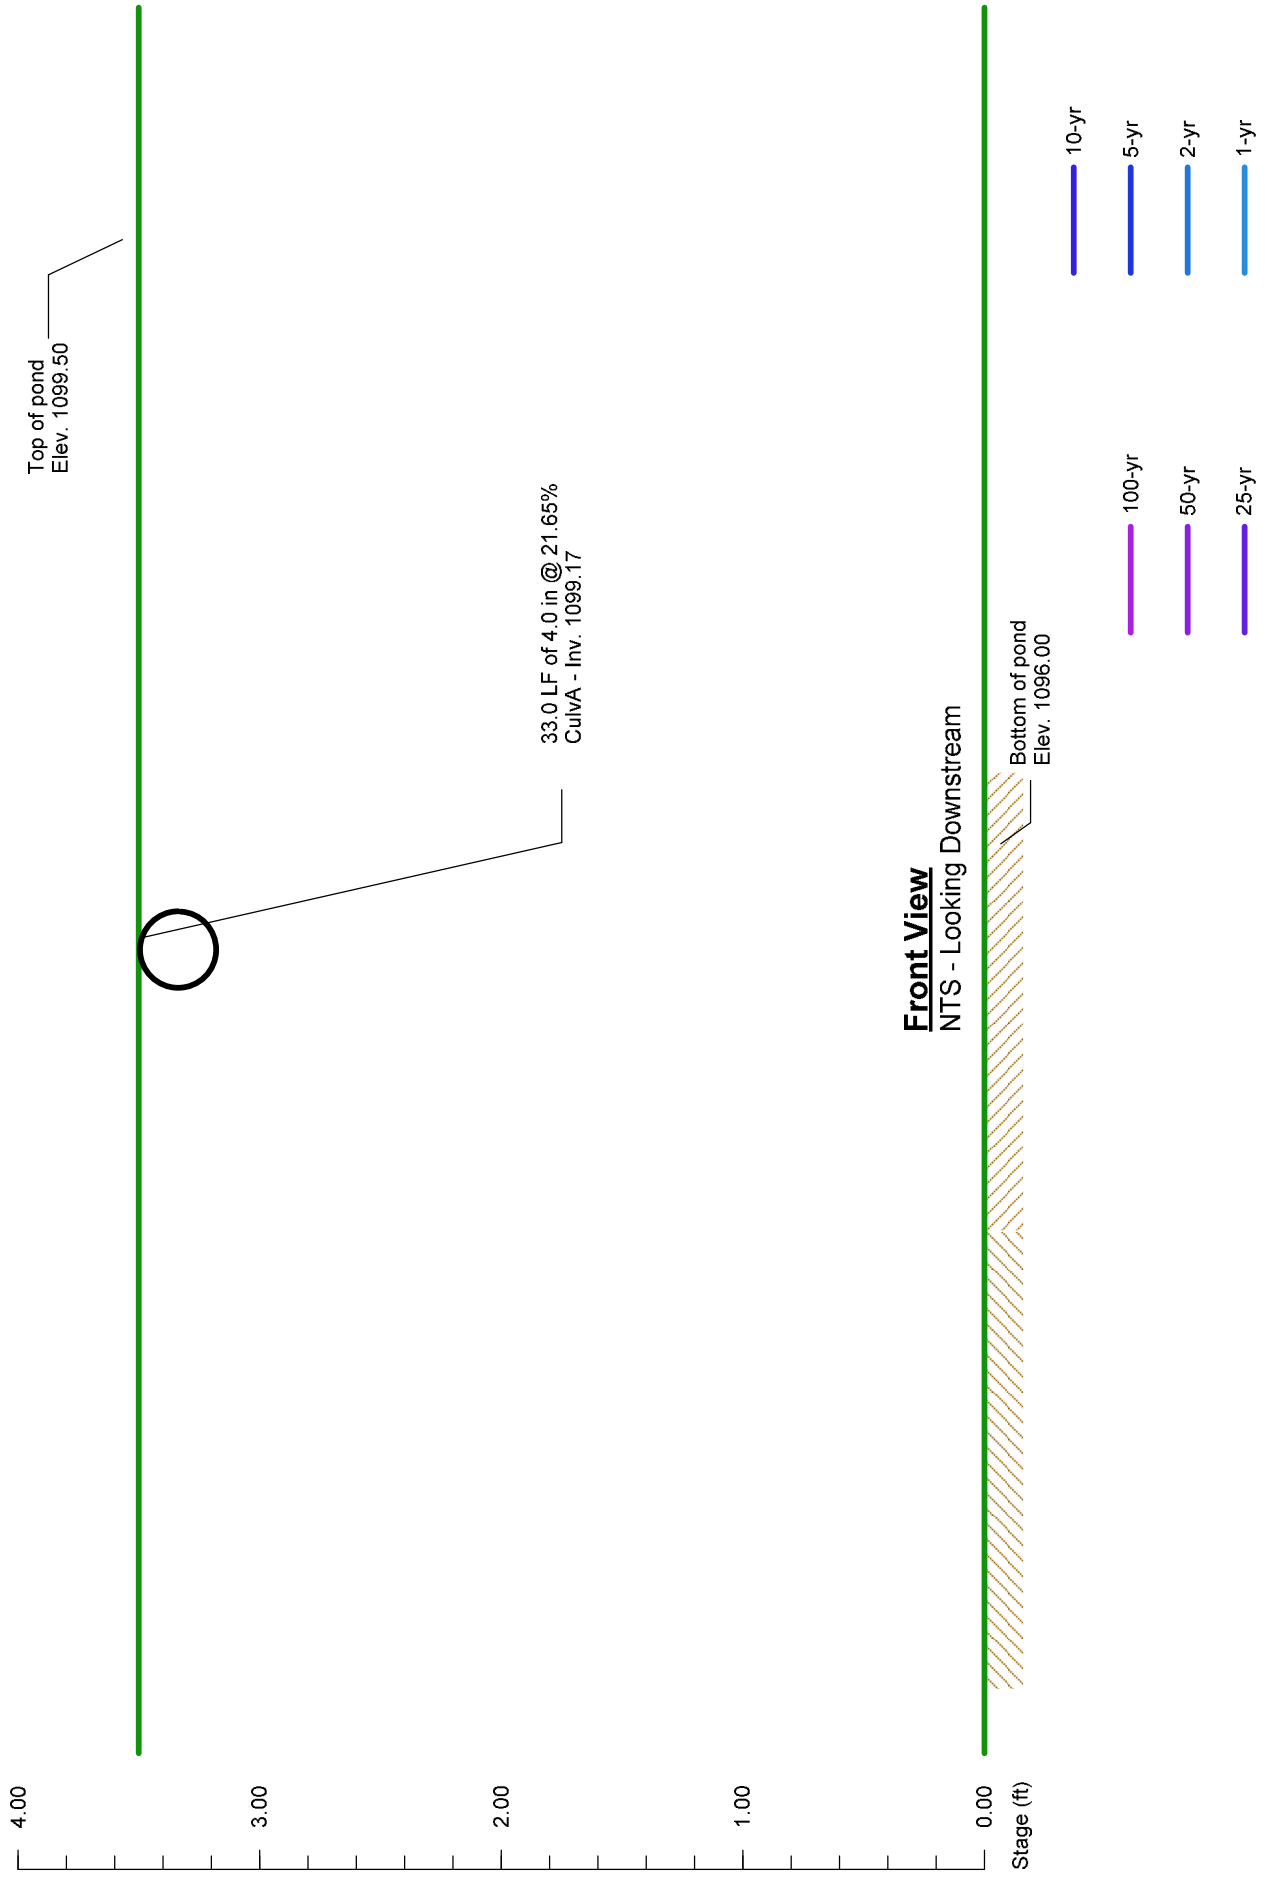 4.00
3.00
2.00
1.00
0.00
Stage (ft)
Top of pond
Elev. 1099.50
33.0 LF of 4.0 in @ 21.65%
CulvA - Inv. 1099.17
Front View
NTS - Looking Downstream
Bottom of pond
Elev. 1096.00
100-yr
50-yr
25-yr
10-yr
5-yr
2-yr
1-yr